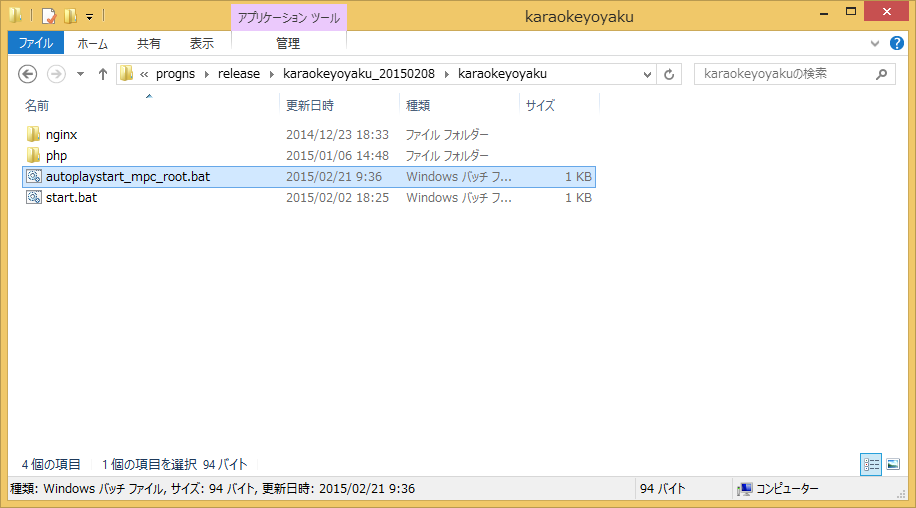 アプリケーション ツール
karaokeyoyaku
ファイル ホーム 共有 表示 管理
« progns release karaokeyoyaku_20150208 karaokeyoyaku karaokeyoyakuの検索
名前 更新日時 種類 サイズ
nginx 2014/12/23 18:33 ファイル フォルダー
php 2015/01/06 14:48 ファイル フォルダー
autoplaystart_mpc_root.bat 2015/02/21 9:36 Windows バッチ フ... 1 KB
start.bat 2015/02/02 18:25 Windows バッチ フ... 1 KB
4 個の項目 1 個の項目を選択 94 バイト
種類: Windows バッチ ファイル, サイズ: 94 バイト, 更新日時: 2015/02/21 9:36 94 バイト コンピューター